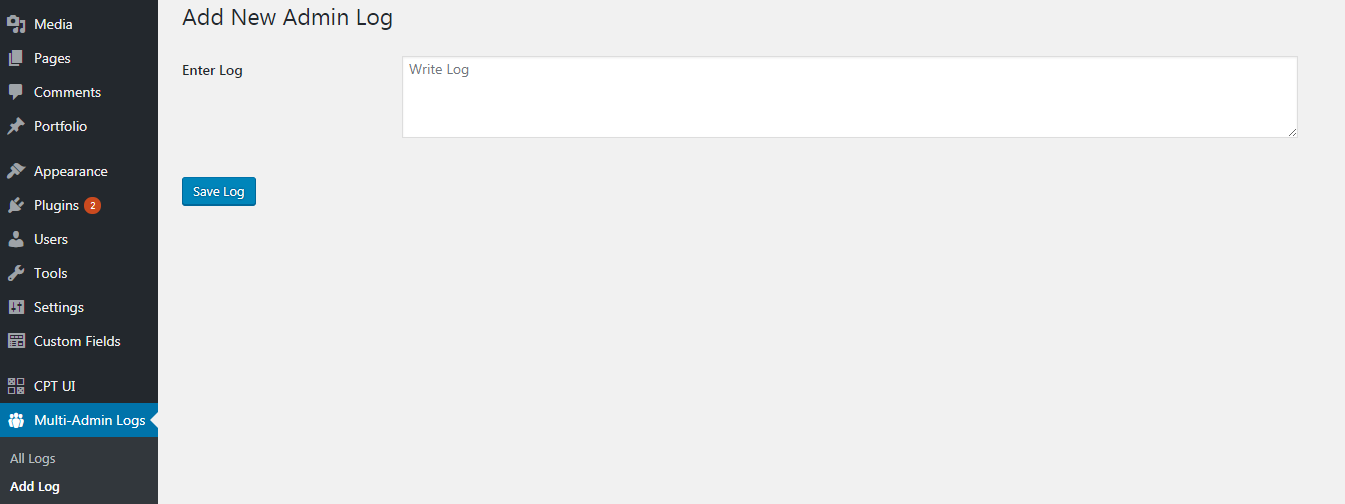 Media
Pages
Comments
Portfolio
Appearance
Plugins 2
Users
Tools
Settings
Custom Fields
CPT UI
Multi-Admin Logs
All Logs
Add Log
Add New Admin Log
Enter Log
Write Log
Save Log